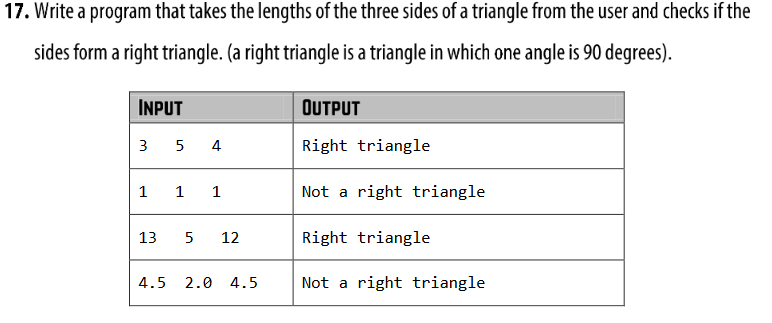 17. Write a program that takes the lengths of the three sides of a triangle from the user and checks if the
sides form a right triangle. (a right triangle is a triangle in which one angle is 90 degrees).
INPUT OUTPUT
3 5 4 Right triangle
1 1 1 Not a right triangle
13 5 12 Right triangle
4.5 2.0 4.5 Not a right triangle